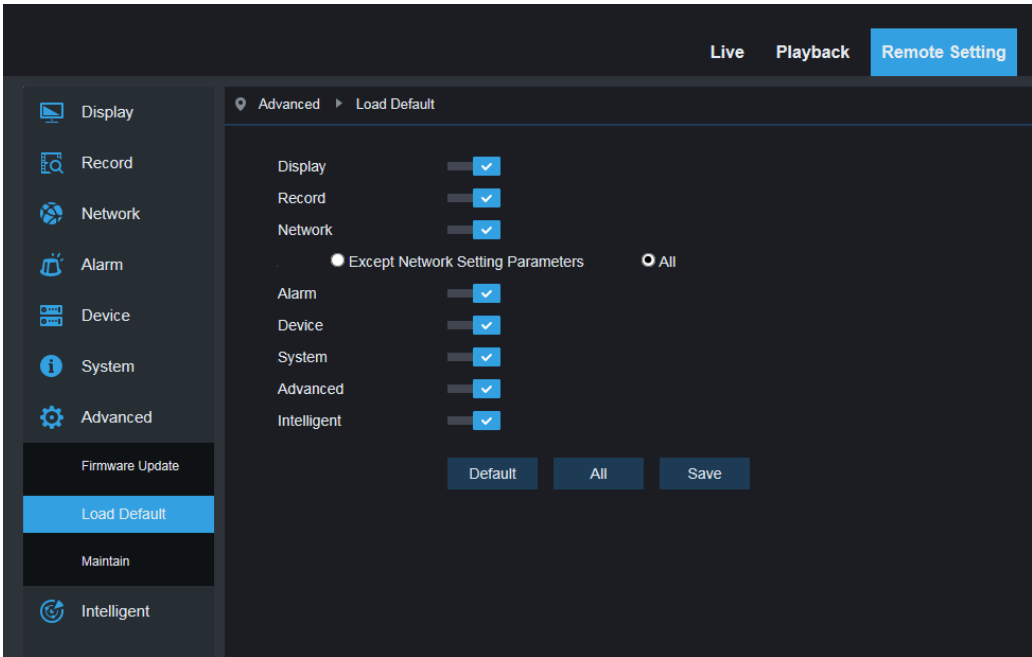 Live Playback Remote Setting
Display
Record
Network
Alarm
Device
System
Advanced
Firmware Update
Load Default
Maintain
Intelligent
Advanced Load Default
Display
Record
Network
Except Network Setting Parameters All
Alarm
Device
System
Advanced
Intelligent
Default All Save